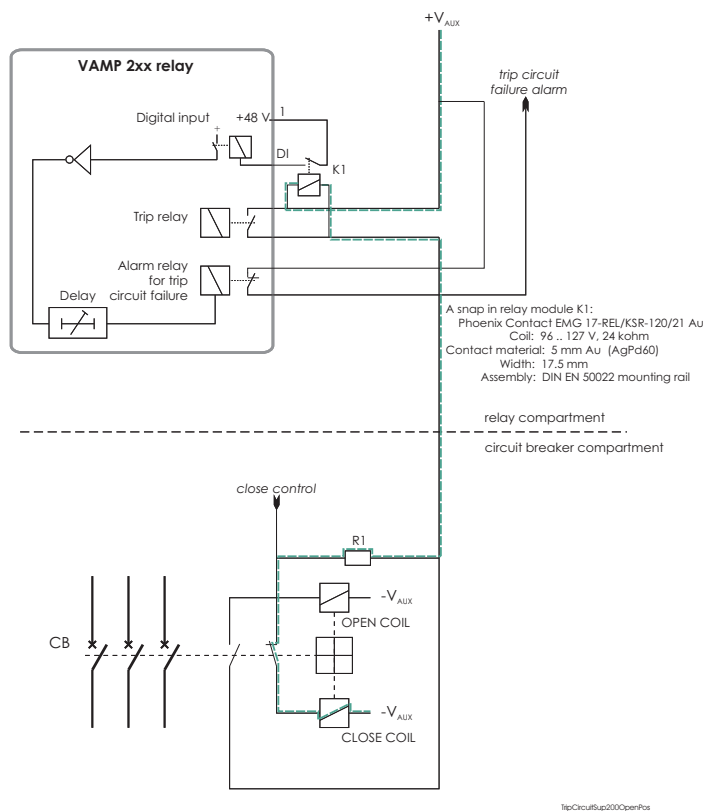 +VAUX
VAMP 2xx relay
trip circuit
failure alarm
Digital input
+
+48 V
1
DI
K1
Trip relay
Alarm relay
for trip
circuit failure
Delay
A snap in relay module K1:
Phoenix Contact EMG 17-REL/KSR-120/21 Au
Coil: 96 .. 127 V, 24 kohm
Contact material: 5 mm Au (AgPd60)
Width: 17.5 mm
Assembly: DIN EN 50022 mounting rail
relay compartment
circuit breaker compartment
close control
R1
-VAUX
OPEN COIL
CB
-VAUX
CLOSE COIL
TripCircuitSup200OpenPos